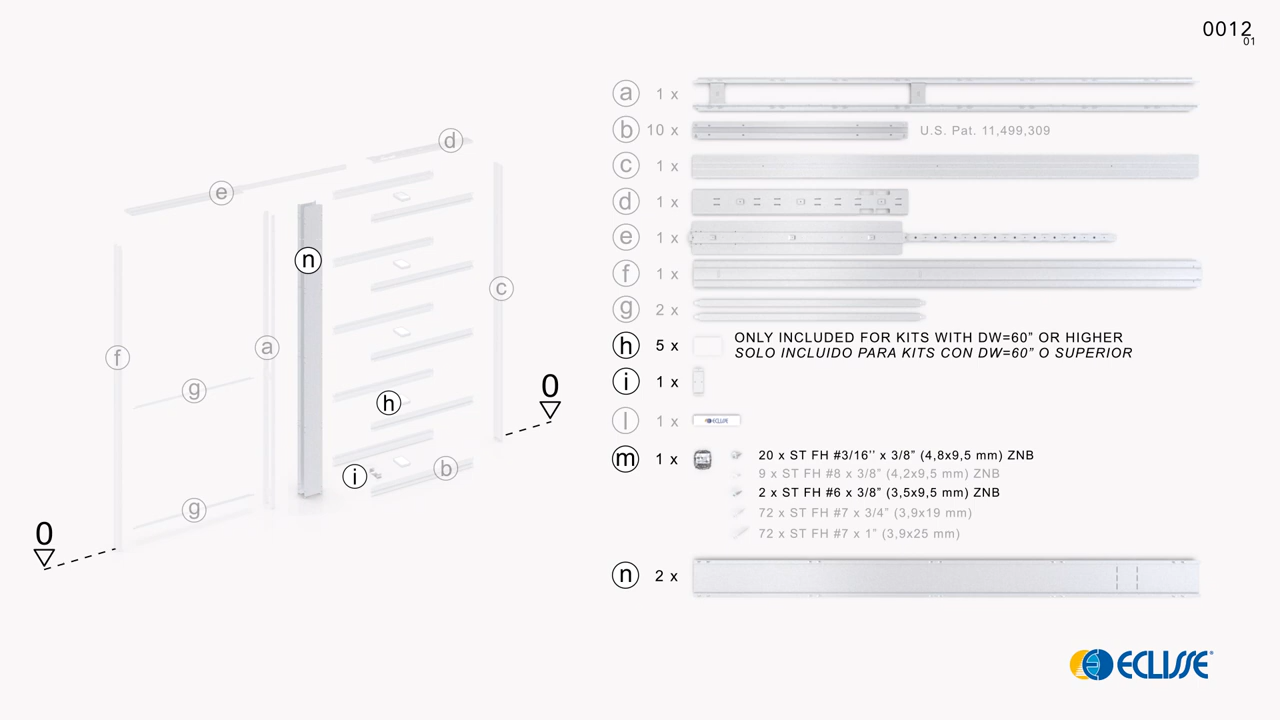 0012
01
d
e
n
c
a
f
g
h
0
i
b
g
0
a 1 x
b 10 x U.S. Pat. 11,499,309
c 1 x
d 1 x
e 1 x
f 1 x
g 2 x
h 5 x ONLY INCLUDED FOR KITS WITH DW=60” OR HIGHER
SOLO INCLUIDO PARA KITS CON DW=60” O SUPERIOR
i 1 x
l 1 x ECLISSE
m 1 x 20 x ST FH #3/16'' x 3/8” (4,8x9,5 mm) ZNB
9 x ST FH #8 x 3/8” (4,2x9,5 mm) ZNB
2 x ST FH #6 x 3/8” (3,5x9,5 mm) ZNB
72 x ST FH #7 x 3/4” (3,9x19 mm)
72 x ST FH #7 x 1” (3,9x25 mm)
n 2 x
ECLISSE®